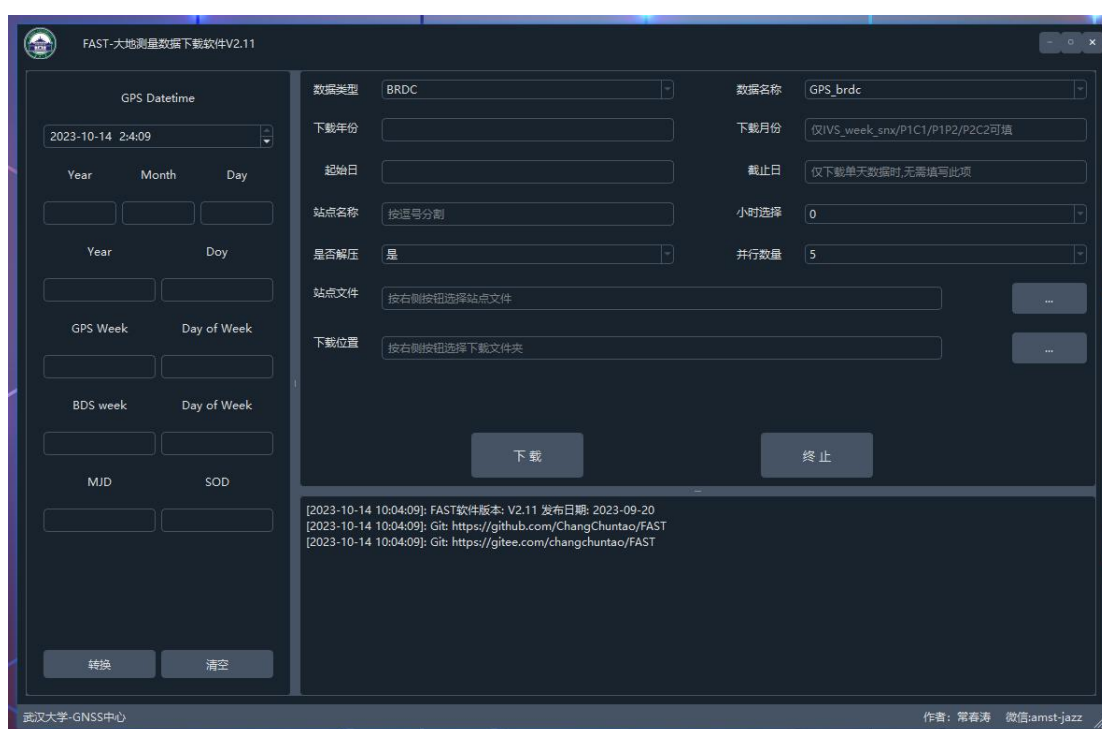 FAST-大地测量数据下载软件V2.11
GPS Datetime
2023-10-14 2:4:09
Year Month Day
Year Doy
GPS Week Day of Week
BDS week Day of Week
MJD SOD
转换 清空
数据类型 BRDC 数据名称 GPS_brdc
下载年份 下载月份 仅IVS_week_snx/P1C1/P1P2/P2C2可填
起始日 截止日 仅下载单天数据时,无需填写此项
站点名称 按逗号分割 小时选择 0
是否解压 是 并行数量 5
站点文件 按右侧按钮选择站点文件 ...
下载位置 按右侧按钮选择下载文件夹 ...
下载 终止
[2023-10-14 10:04:09]: FAST软件版本: V2.11 发布日期: 2023-09-20
[2023-10-14 10:04:09]: Git: https://github.com/ChangChuntao/FAST
[2023-10-14 10:04:09]: Git: https://gitee.com/changchuntao/FAST
武汉大学-GNSS中心 作者: 常春涛 微信:amst-jazz